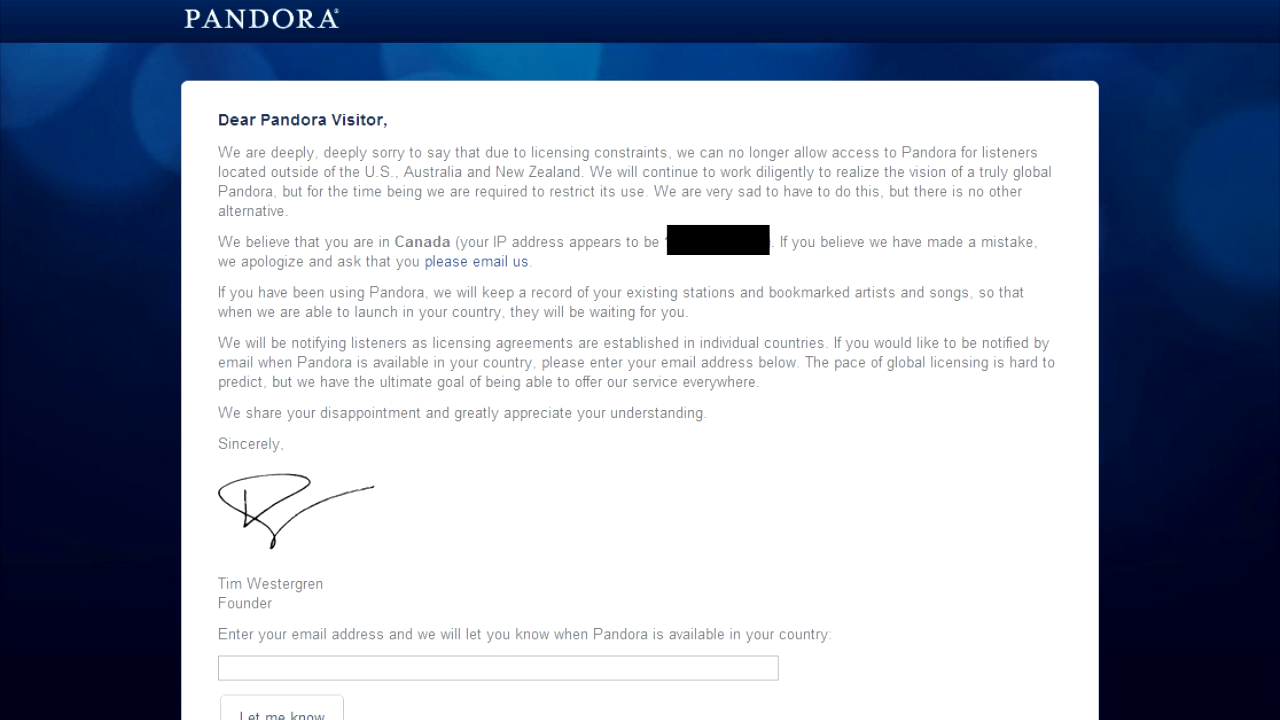 PANDORA®
Dear Pandora Visitor,
We are deeply, deeply sorry to say that due to licensing constraints, we can no longer allow access to Pandora for listeners
located outside of the U.S., Australia and New Zealand. We will continue to work diligently to realize the vision of a truly global
Pandora, but for the time being we are required to restrict its use. We are very sad to have to do this, but there is no other
alternative.
We believe that you are in Canada (your IP address appears to be ). If you believe we have made a mistake,
we apologize and ask that you please email us.
If you have been using Pandora, we will keep a record of your existing stations and bookmarked artists and songs, so that
when we are able to launch in your country, they will be waiting for you.
We will be notifying listeners as licensing agreements are established in individual countries. If you would like to be notified by
email when Pandora is available in your country, please enter your email address below. The pace of global licensing is hard to
predict, but we have the ultimate goal of being able to offer our service everywhere.
We share your disappointment and greatly appreciate your understanding.
Sincerely,
Tim Westergren
Founder
Enter your email address and we will let you know when Pandora is available in your country:
Let me know